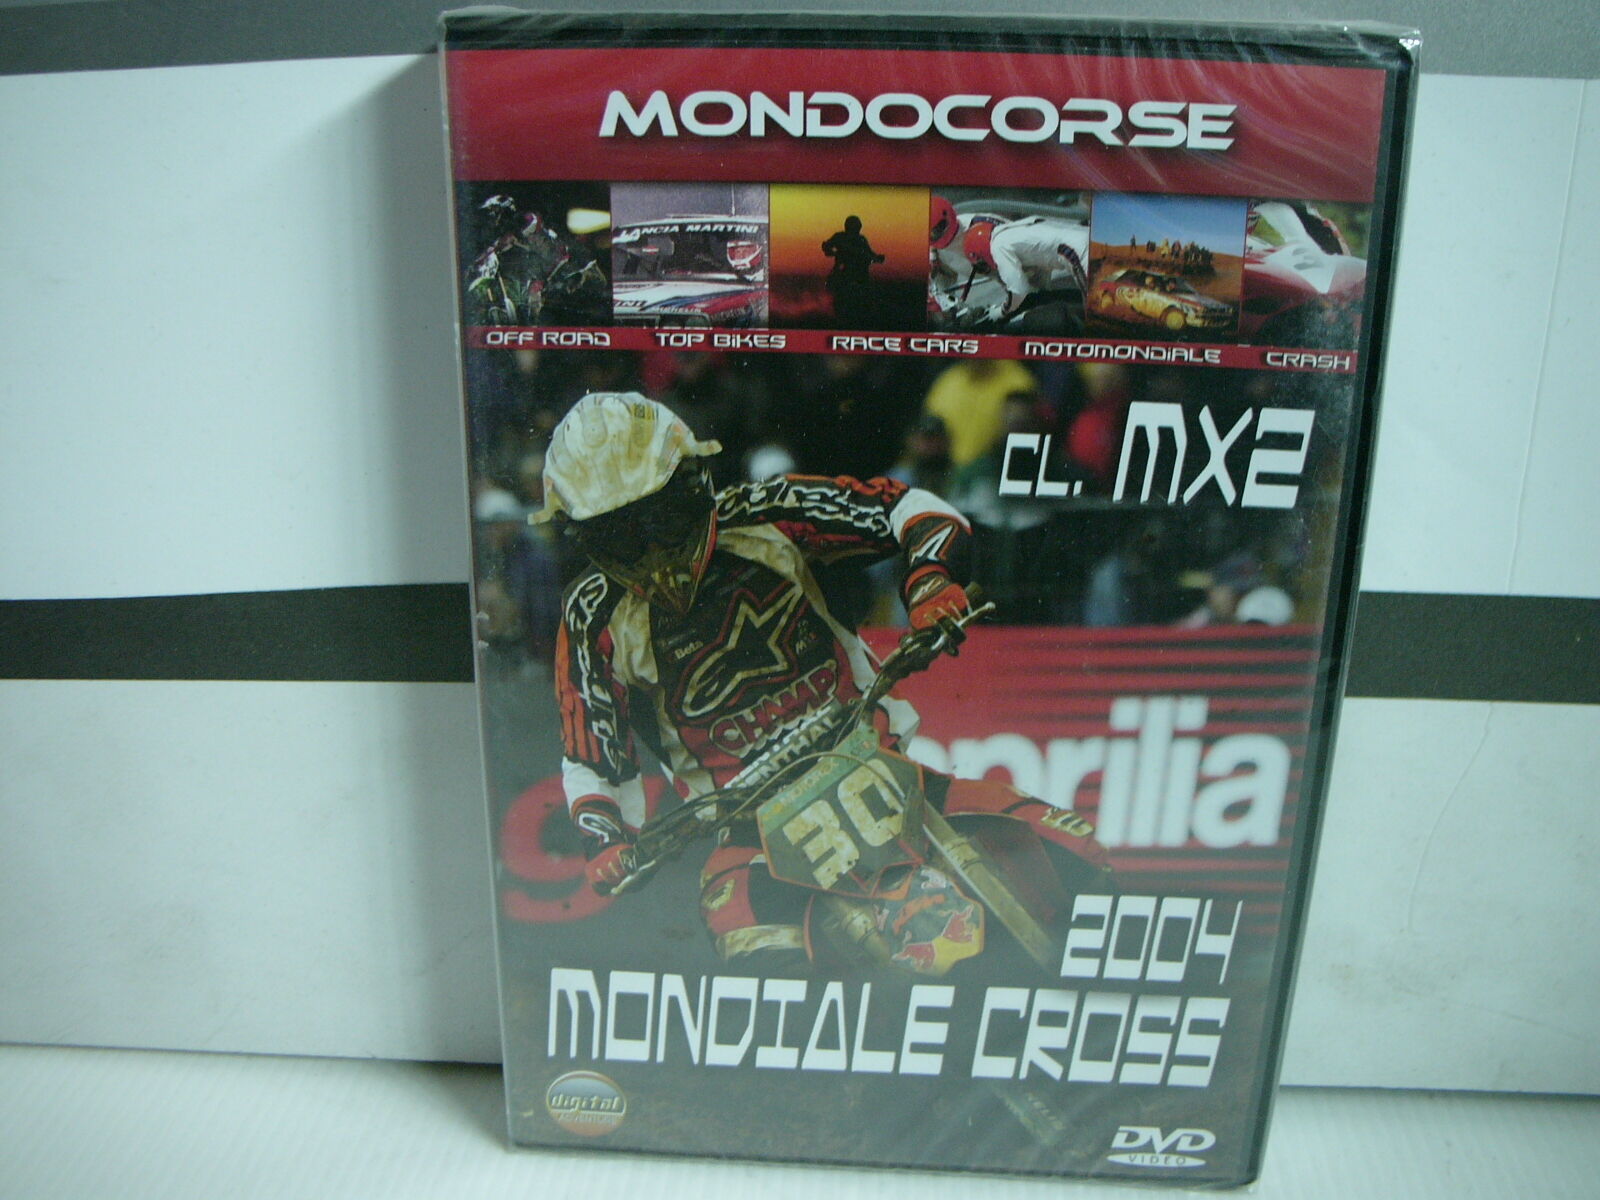 MONDOCORSE
LANCIA MARTINI
OFF ROAD TOP BIKES RACE CARS MOTOMONDIALE CRASH
CL. MX2
Beta
CHAMP
30
aprilia
2004
MONDIALE CROSS
digital
DVD
VIDEO